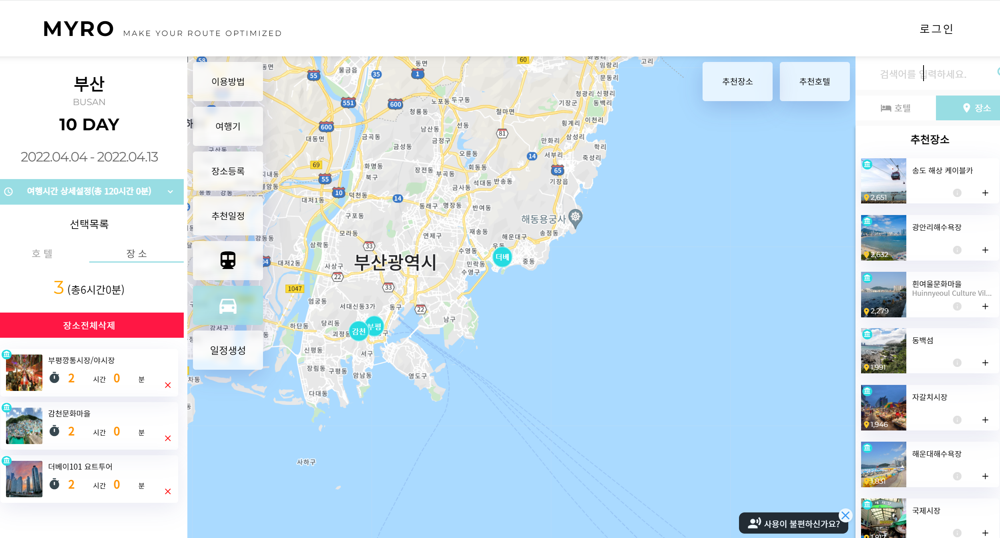 MYRO MAKE YOUR ROUTE OPTIMIZED
로그인
부산
BUSAN
10 DAY
2022.04.04 - 2022.04.13
여행시간 상세설정(총 120시간 0분)
선택목록
호 텔 장 소
3 (총6시간0분)
장소전체삭제
부평깡통시장/야시장
2 시간 0 분
감천문화마을
2 시간 0 분
더베이101 요트투어
2 시간 0 분
이용방법
여행기
장소등록
추천일정
일정생성
추천장소
추천호텔
58
동면
물금읍
55
35
1
동면
60
임랑리
고리
문동리
551
600
노포동
두구동
청룡동
철마면
청광리
신평리
기장군
동백리
600
대동면
금곡동
남산동
선동
횡계리
이천리
81
금정구
금성동
만화리
삼성리
구산동
오륜동
14
서부리
학리
죽성리
69
화명동
북구
장전동
부곡동
회동동
65
55
지내동
불암동
금사동
석대동
반송동
기장읍
10
덕천동
대저1동
14
동래구
명장동
반여동
구포동
해동용궁사
모라동
연제구
재송동
해운대구
송정동
강동동
삼락동
33
우동
수영동
더베
중동
대저2동
사상구
부산광역시
민락동
수영구
22
33
1047
엄궁동
서대신동3가
동구
22
남구
강서구
하단동
당리동
괴정동
감천
부평
신평동
서구
장림동
구평동
암남동
영도구
다대동
사하구
사용이 불편하신가요?
검색어를 입력하세요.
호텔
장소
추천장소
송도 해상 케이블카
2,651
광안리해수욕장
2,632
흰여울문화마을
Huinnyeoul Culture Vil...
2,279
동백섬
1,991
자갈치시장
1,946
해운대해수욕장
1,831
국제시장
1,817